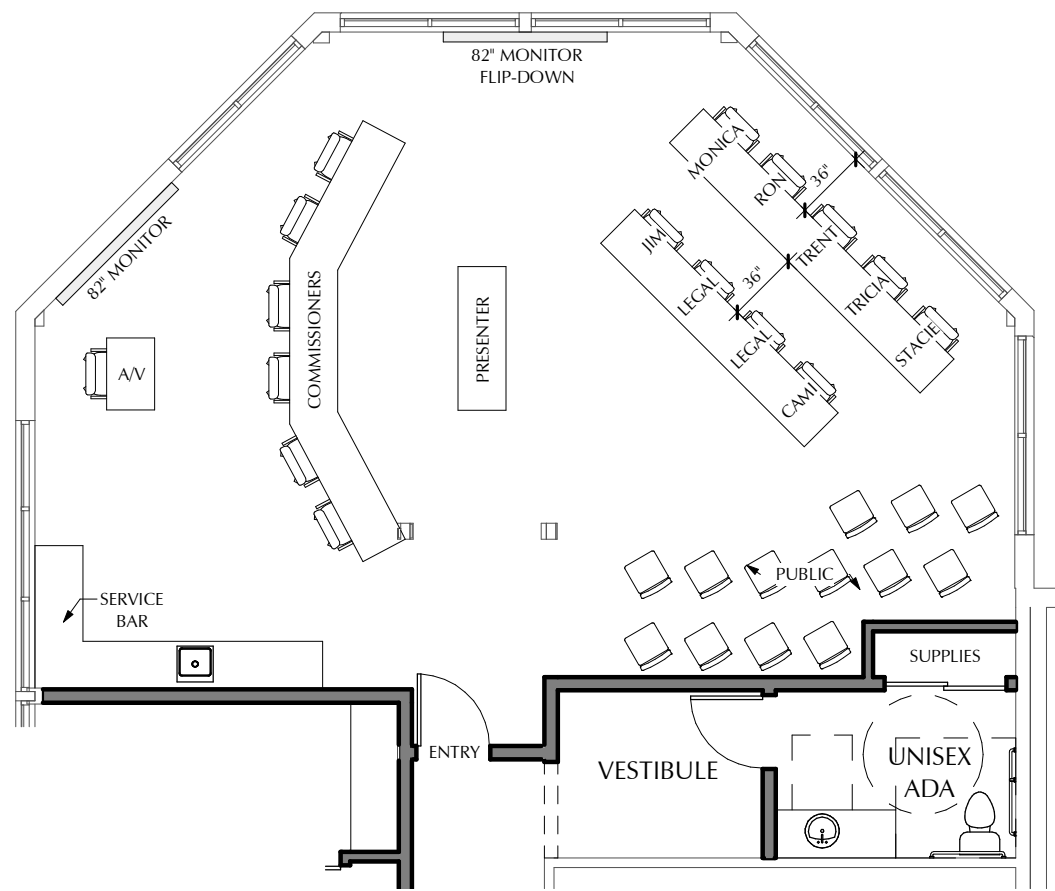 82" MONITOR
FLIP-DOWN
MONICA
RON
36"
TRENT
TRICIA
STACIE
JIM
LEGAL
36"
LEGAL
CAMI
82" MONITOR
COMMISSIONERS
PRESENTER
A/V
PUBLIC
SERVICE
BAR
SUPPLIES
ENTRY
VESTIBULE
UNISEX
ADA